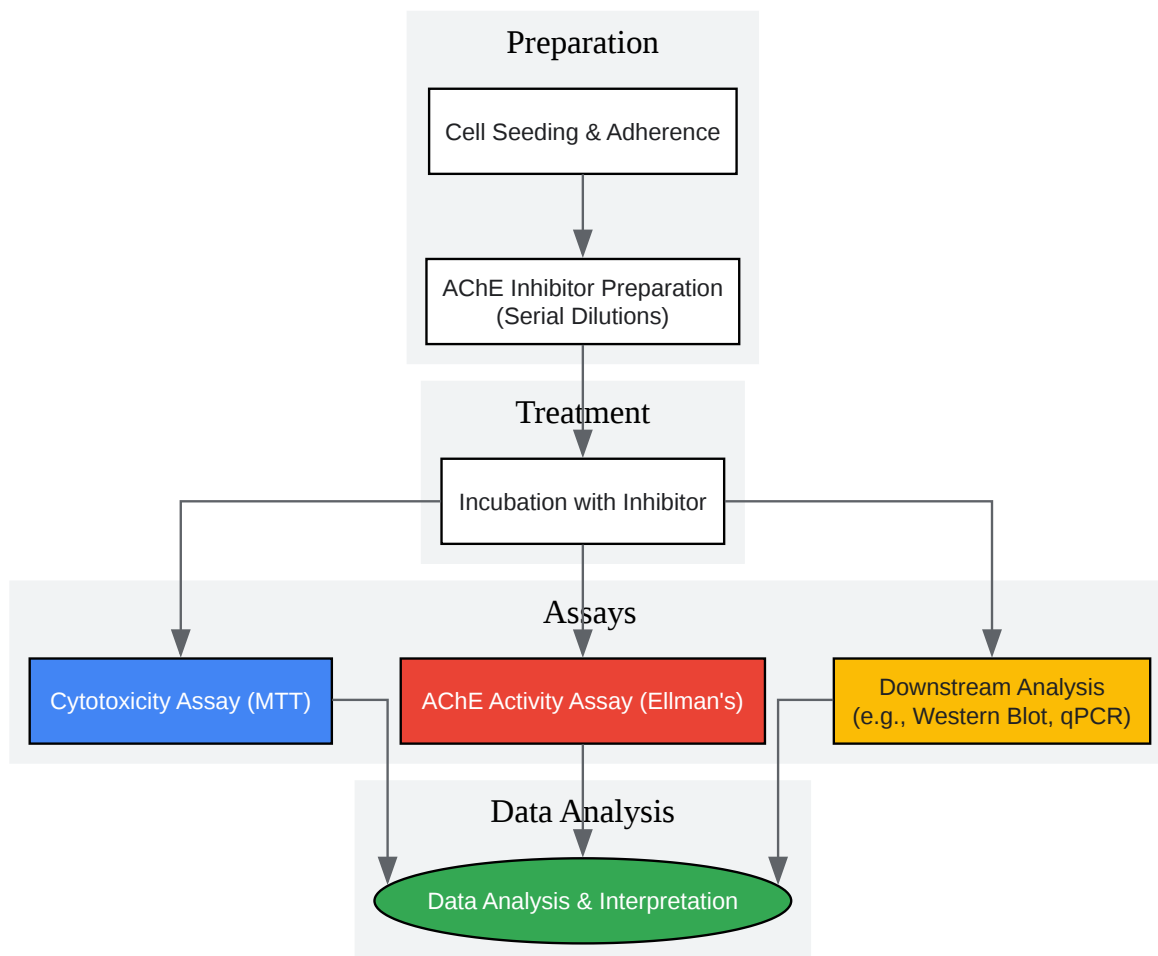 Preparation
Cell Seeding & Adherence
AChE Inhibitor Preparation
(Serial Dilutions)
Treatment
Incubation with Inhibitor
Assays
Cytotoxicity Assay (MTT)
AChE Activity Assay (Ellman's)
Downstream Analysis
(e.g., Western Blot, qPCR)
Data Analysis
Data Analysis & Interpretation